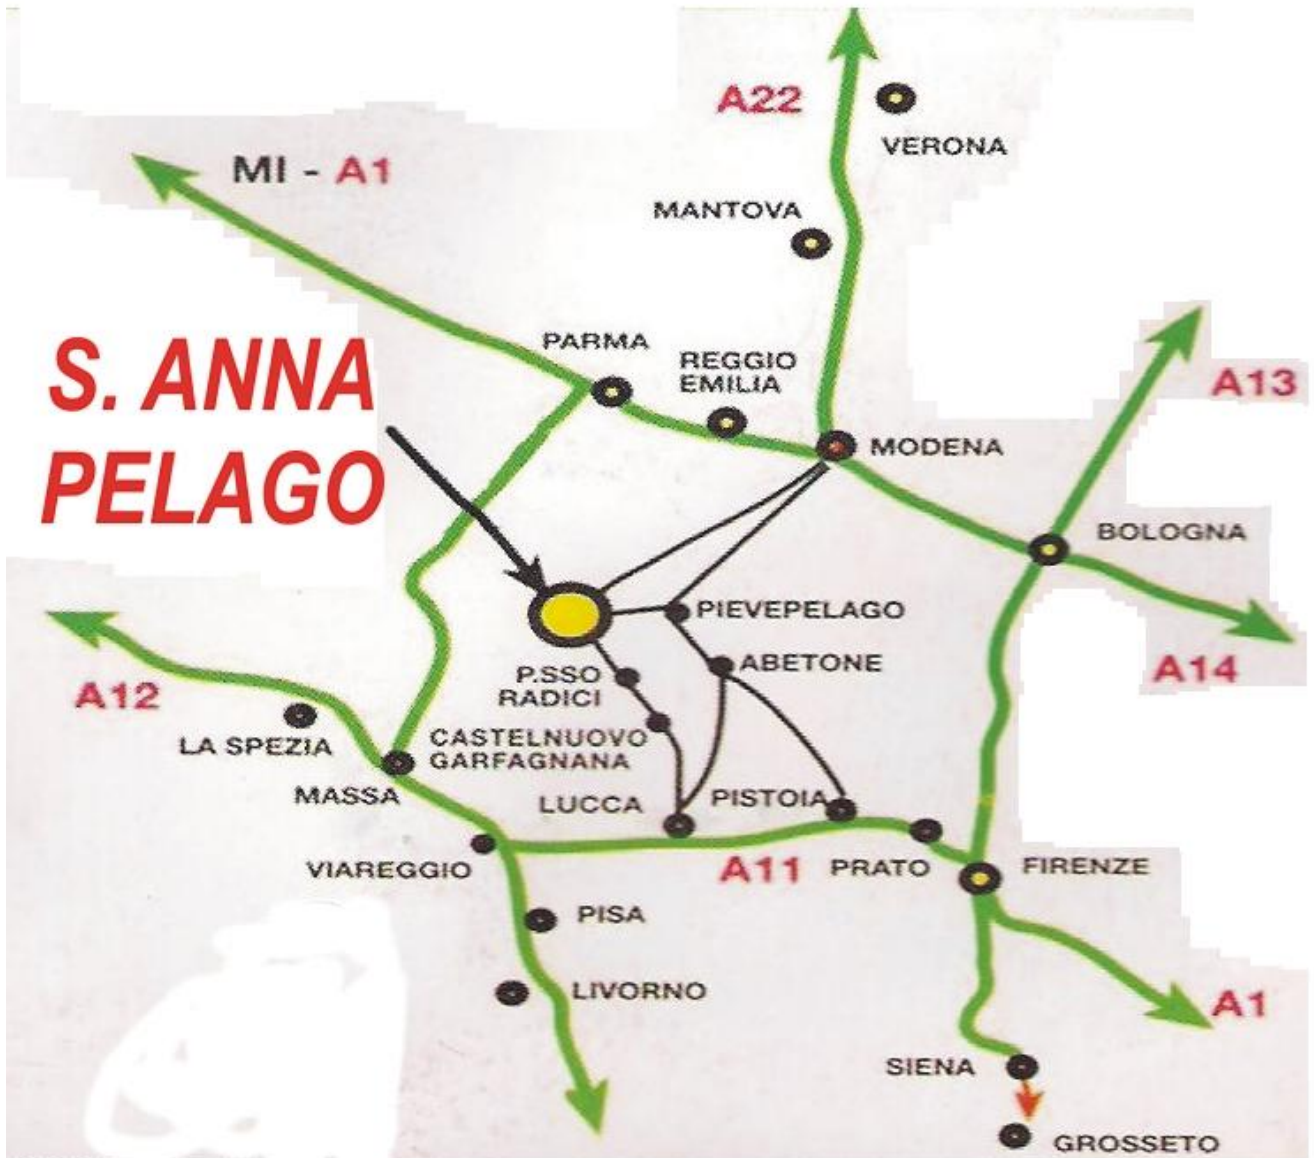 A22
VERONA
MI - A1
MANTOVA
PARMA
REGGIO
EMILIA
S. ANNA
PELAGO
A13
MODENA
BOLOGNA
PIEVEPELAGO
ABETONE
A14
P.SSO
RADICI
A12
LA SPEZIA
CASTELNUOVO
GARFAGNANA
MASSA
LUCCA
PISTOIA
VIAREGGIO
A11
PRATO
FIRENZE
PISA
LIVORNO
A1
SIENA
GROSSETO